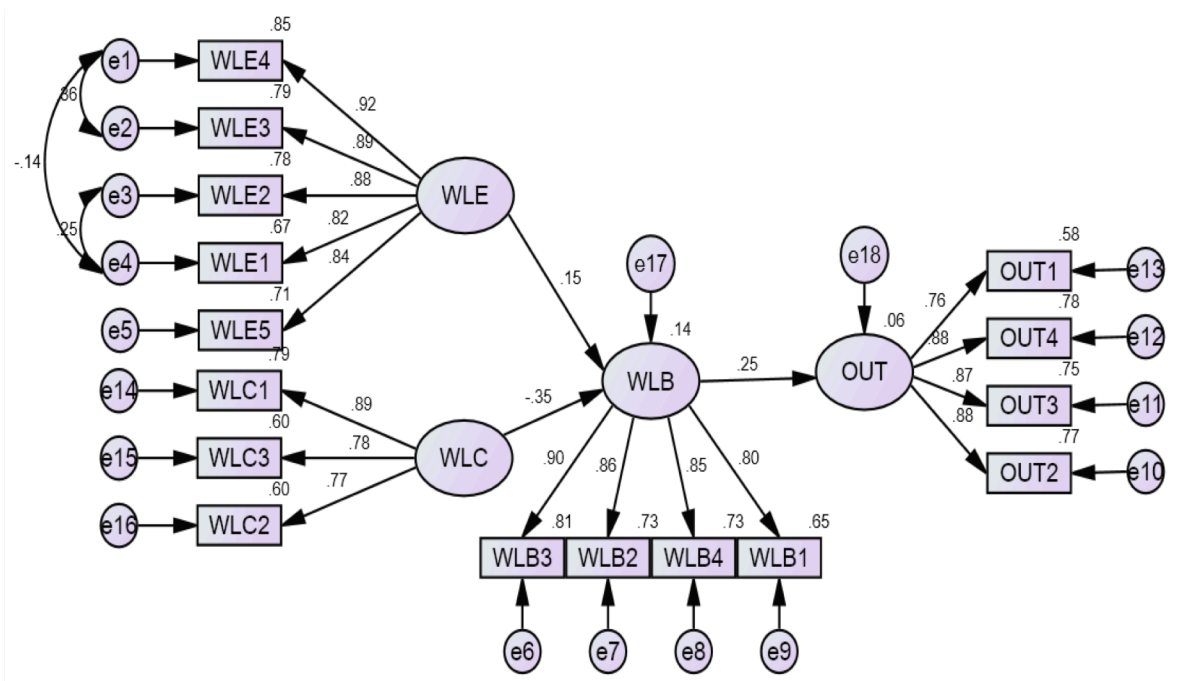 .85
e1 WLE4
.36 .79 .92
e2 WLE3 .89
-.14 .78
e3 WLE2 .88 WLE
.25 .67 .82
e4 WLE1 .84
.71 .15 e17 e18 .58
e5 WLE5 OUT1 e13
.79 .76 .78
e14 WLC1 .14 .06 .88 OUT4 e12
.89 WLB .25 OUT .87 .75
.60 -.35 OUT3 e11
e15 WLC3 .78 WLC .88 .77
.60 .77 .90 .86 .85 .80 OUT2 e10
e16 WLC2 .81 .73 .73 .65
WLB3 WLB2 WLB4 WLB1
e6 e7 e8 e9